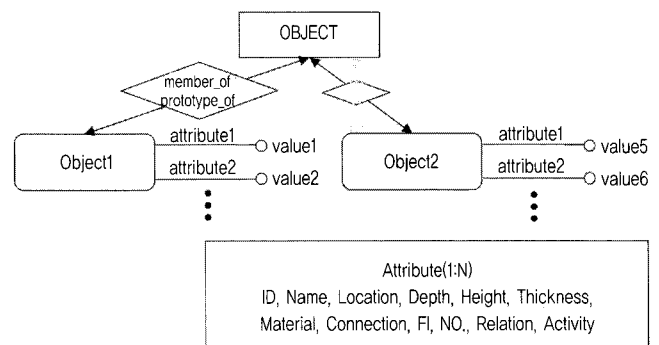 OBJECT
member_of
prototype_of
Object1
attribute1
value1
attribute2
value2
Object2
attribute1
value5
attribute2
value6
Attribute(1:N)
ID, Name, Location, Depth, Height, Thickness,
Material, Connection, FI, NO., Relation, Activity